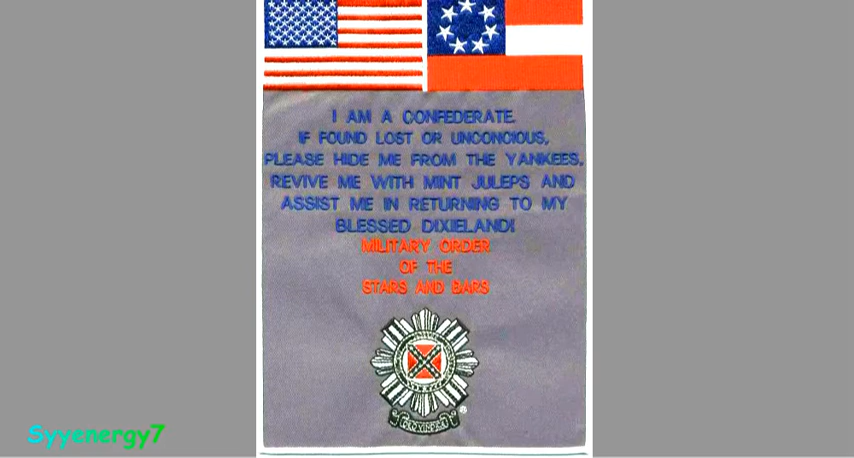 I AM A CONFEDERATE.
IF FOUND LOST OR UNCONCIOUS,
PLEASE HIDE ME FROM THE YANKEES,
REVIVE ME WITH MINT JULEPS AND
ASSIST ME IN RETURNING TO MY
BLESSED DIXIELAND!
MILITARY ORDER
OF THE
STARS AND BARS
®
Syyenergy7